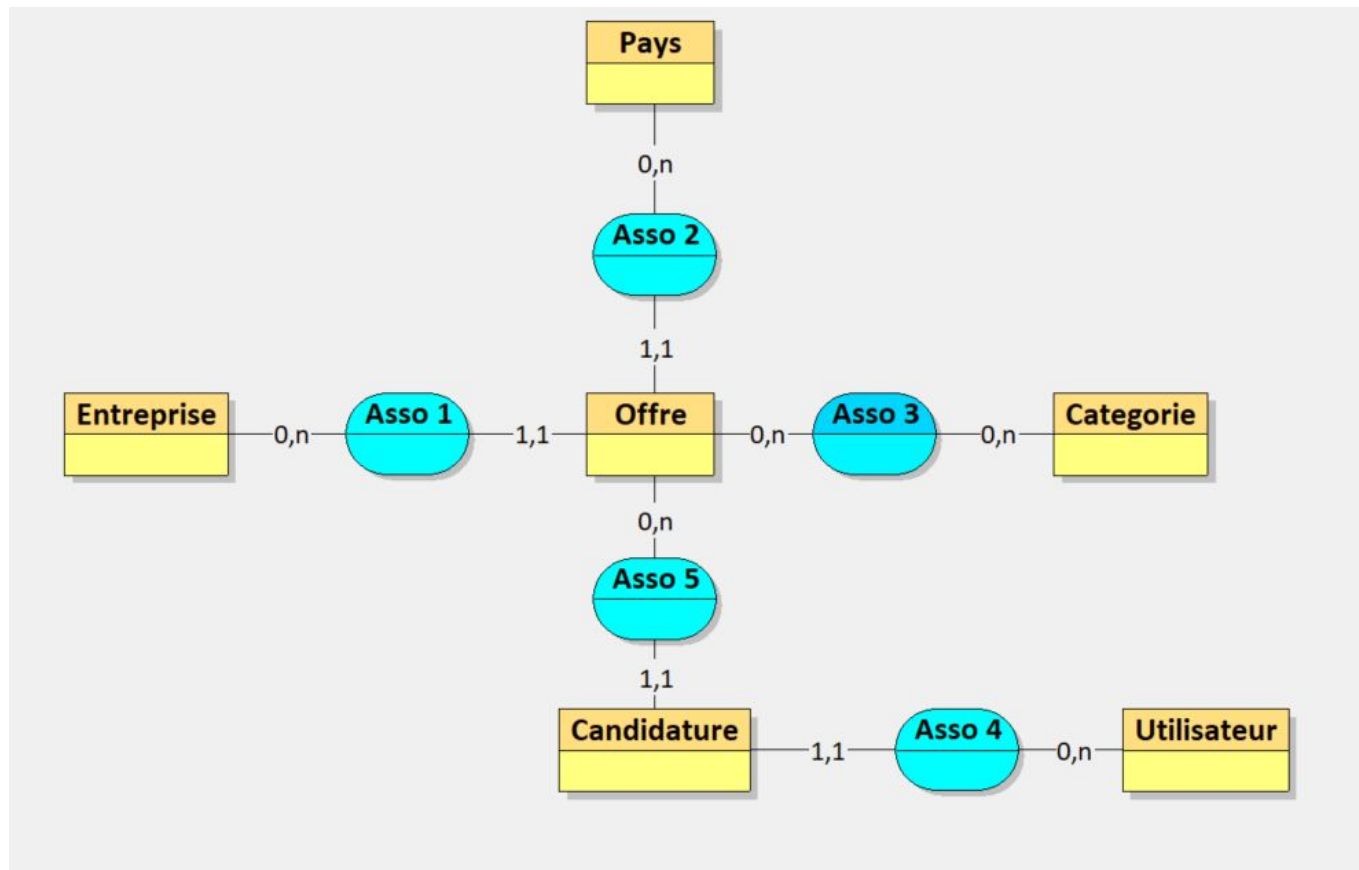 Pays
0,n
Asso 2
1,1
Entreprise
0,n
Asso 1
1,1
Offre
0,n
Asso 3
0,n
Categorie
0,n
Asso 5
1,1
Candidature
1,1
Asso 4
0,n
Utilisateur